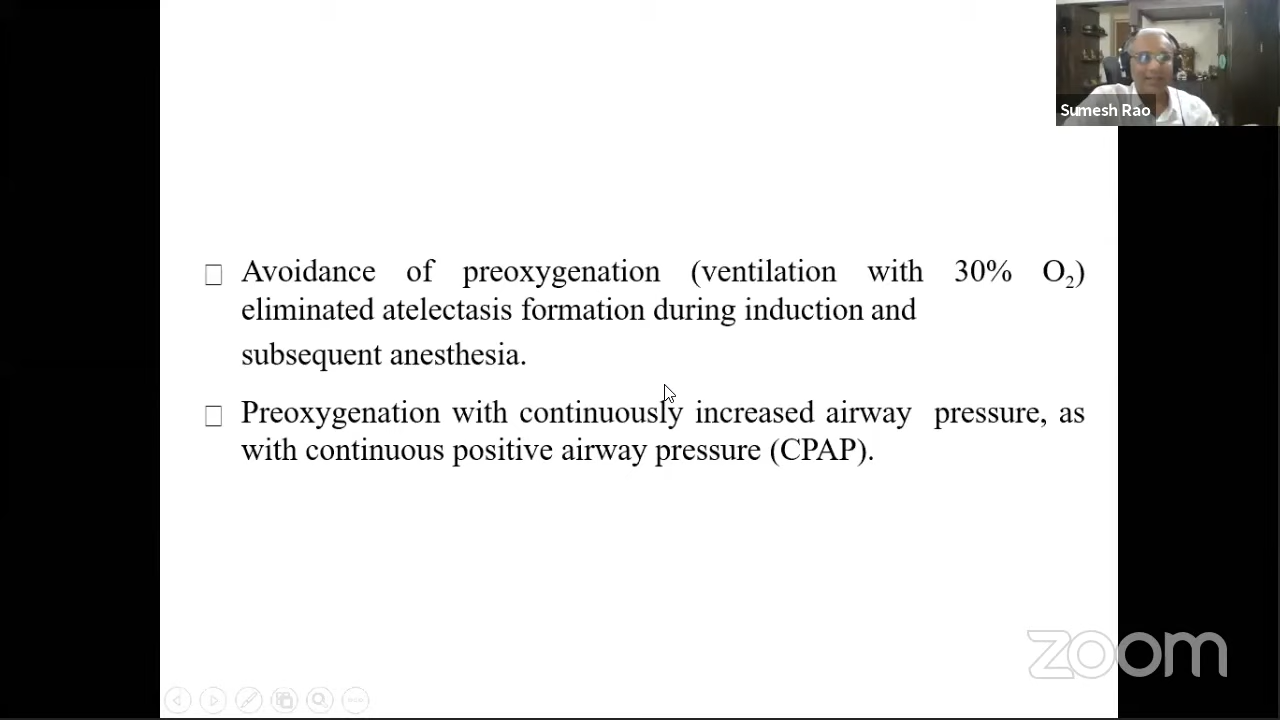 Sumesh Rao
Avoidance of preoxygenation (ventilation with 30% O₂)
eliminated atelectasis formation during induction and
subsequent anesthesia.
Preoxygenation with continuously increased airway pressure, as
with continuous positive airway pressure (CPAP).
zoom